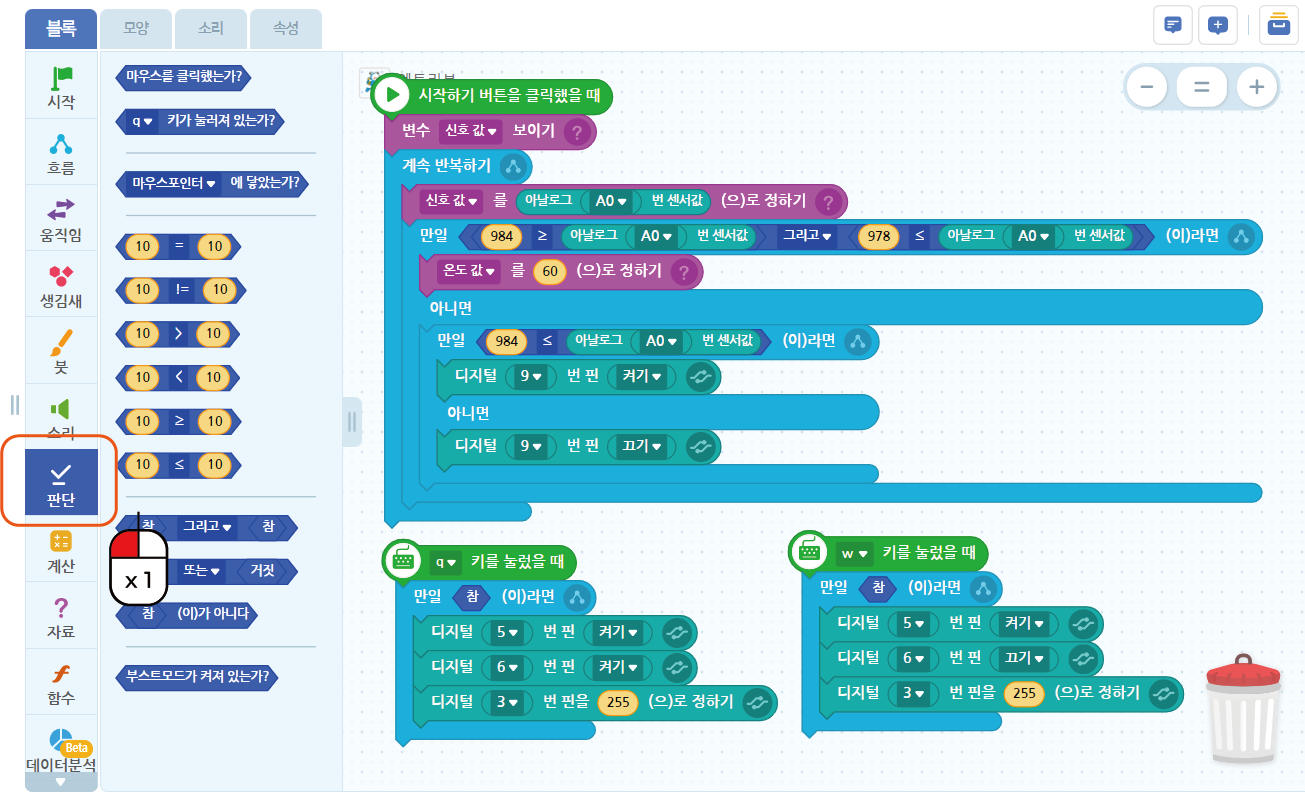 블록 모양 소리 속성
시작
흐름
움직임
생김새
붓
소리
판단
계산
자료
함수
Beta
데이터분석
마우스를 클릭했는가?
q ▼ 키가 눌러져 있는가?
마우스포인터 ▼ 에 닿았는가?
10 = 10
10 != 10
10 > 10
10 < 10
10 ≥ 10
10 ≤ 10
참 그리고 ▼ 참
또는 ▼ 거짓
x 1
참 (이)가 아니다
부스트모드가 켜져 있는가?
시작하기 버튼을 클릭했을 때
변수 신호 값 ▼ 보이기 ?
계속 반복하기
신호 값 ▼ 를 아날로그 A0 ▼ 번 센서값 (으)로 정하기 ?
만일 984 ≥ 아날로그 A0 ▼ 번 센서값 그리고 ▼ 978 ≤ 아날로그 A0 ▼ 번 센서값 (이)라면
온도 값 ▼ 를 60 (으)로 정하기 ?
아니면
만일 984 ≤ 아날로그 A0 ▼ 번 센서값 (이)라면
디지털 9 ▼ 번 핀 켜기 ▼
아니면
디지털 9 ▼ 번 핀 끄기 ▼
q ▼ 키를 눌렀을 때
만일 참 (이)라면
디지털 5 ▼ 번 핀 켜기 ▼
디지털 6 ▼ 번 핀 켜기 ▼
디지털 3 ▼ 번 핀을 255 (으)로 정하기
w ▼ 키를 눌렀을 때
만일 참 (이)라면
디지털 5 ▼ 번 핀 켜기 ▼
디지털 6 ▼ 번 핀 끄기 ▼
디지털 3 ▼ 번 핀을 255 (으)로 정하기